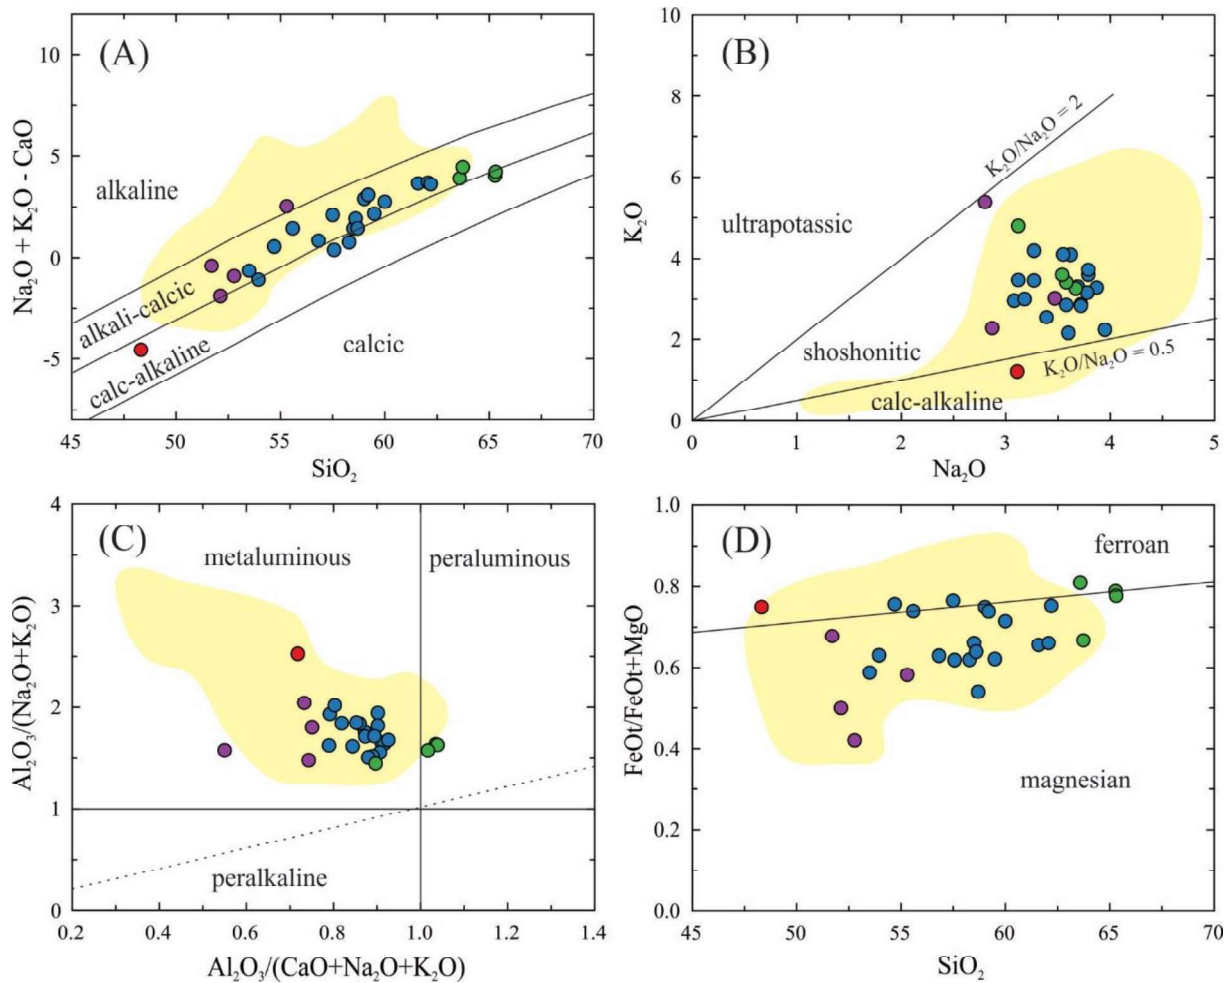 (A)
10
5
0
-5
Na₂O + K₂O - CaO
alkaline
alkali-calcic
calc-alkaline
calcic
45
50
55
60
65
70
SiO₂
(B)
10
8
6
4
2
0
K₂O
K₂O/Na₂O = 2
ultrapotassic
shoshonitic
K₂O/Na₂O = 0.5
calc-alkaline
0
1
2
3
4
5
Na₂O
(C)
4
3
2
1
0
Al₂O₃/(Na₂O+K₂O)
metaluminous
peraluminous
peralkaline
0.2
0.4
0.6
0.8
1.0
1.2
1.4
Al₂O₃/(CaO+Na₂O+K₂O)
(D)
1.0
0.8
0.6
0.4
0.2
0.0
FeOt/FeOt+MgO
ferroan
magnesian
45
50
55
60
65
70
SiO₂